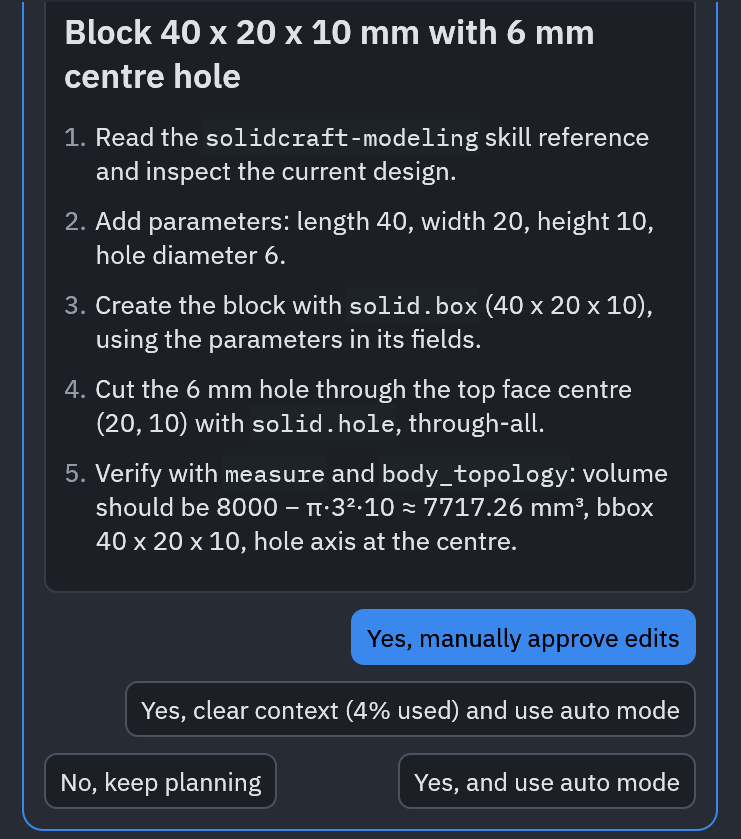 Block 40 x 20 x 10 mm with 6 mm
centre hole
1. Read the solidcraft-modeling skill reference
and inspect the current design.
2. Add parameters: length 40, width 20, height 10,
hole diameter 6.
3. Create the block with solid.box (40 x 20 x 10),
using the parameters in its fields.
4. Cut the 6 mm hole through the top face centre
(20, 10) with solid.hole, through-all.
5. Verify with measure and body_topology: volume
should be 8000 − π·3²·10 ≈ 7717.26 mm³, bbox
40 x 20 x 10, hole axis at the centre.
Yes, manually approve edits
Yes, clear context (4% used) and use auto mode
No, keep planning
Yes, and use auto mode